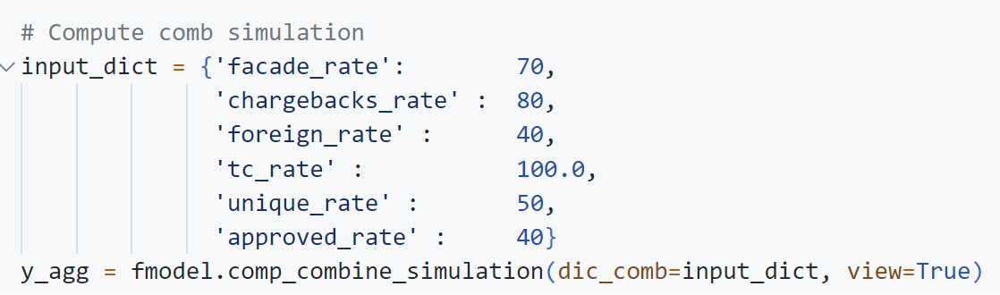 # Compute comb simulation
input_dict = {'facade_rate':        70,
              'chargebacks_rate' :  80,
              'foreign_rate' :      40,
              'tc_rate' :           100.0,
              'unique_rate' :       50,
              'approved_rate' :     40}
y_agg = fmodel.comp_combine_simulation(dic_comb=input_dict, view=True)